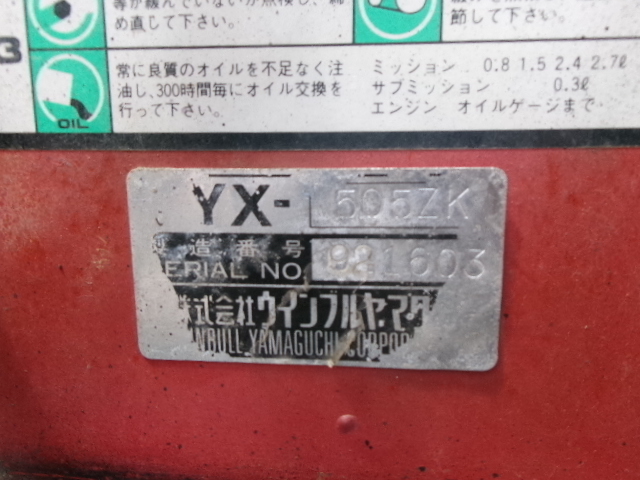 め直して下さい。
節して下さい。
3
OIL
常に良質のオイルを不足なく注
油し、300時間毎にオイル交換を
行って下さい。
ミッション 0.8 1.5 2.4 2.7ℓ
サブミッション 0.3ℓ
エンジン オイルゲージまで
YX-505ZK
造番号
ERIAL NO. 921603
式会社ウインブルヤマグ
NBULL YAMAGUCHI CORPOR